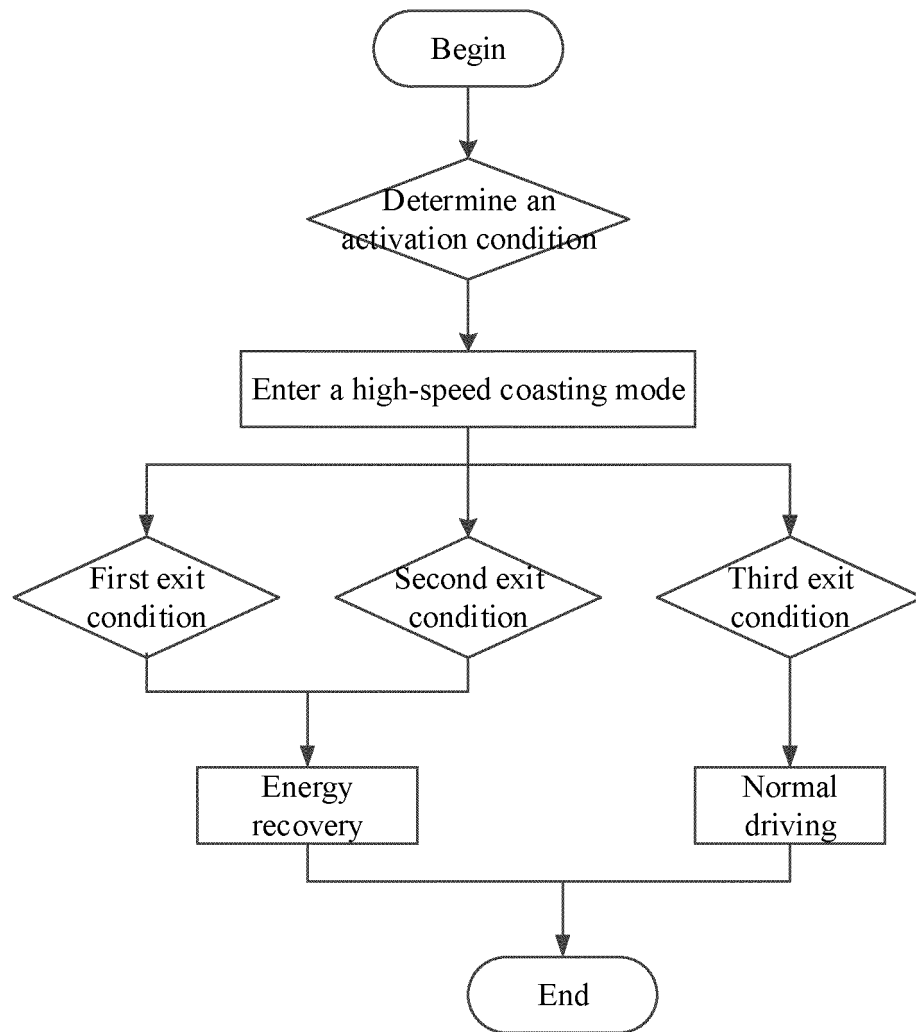 Begin
Determine an
activation condition
Enter a high-speed coasting mode
First exit
condition
Second exit
condition
Third exit
condition
Energy
recovery
Normal
driving
End